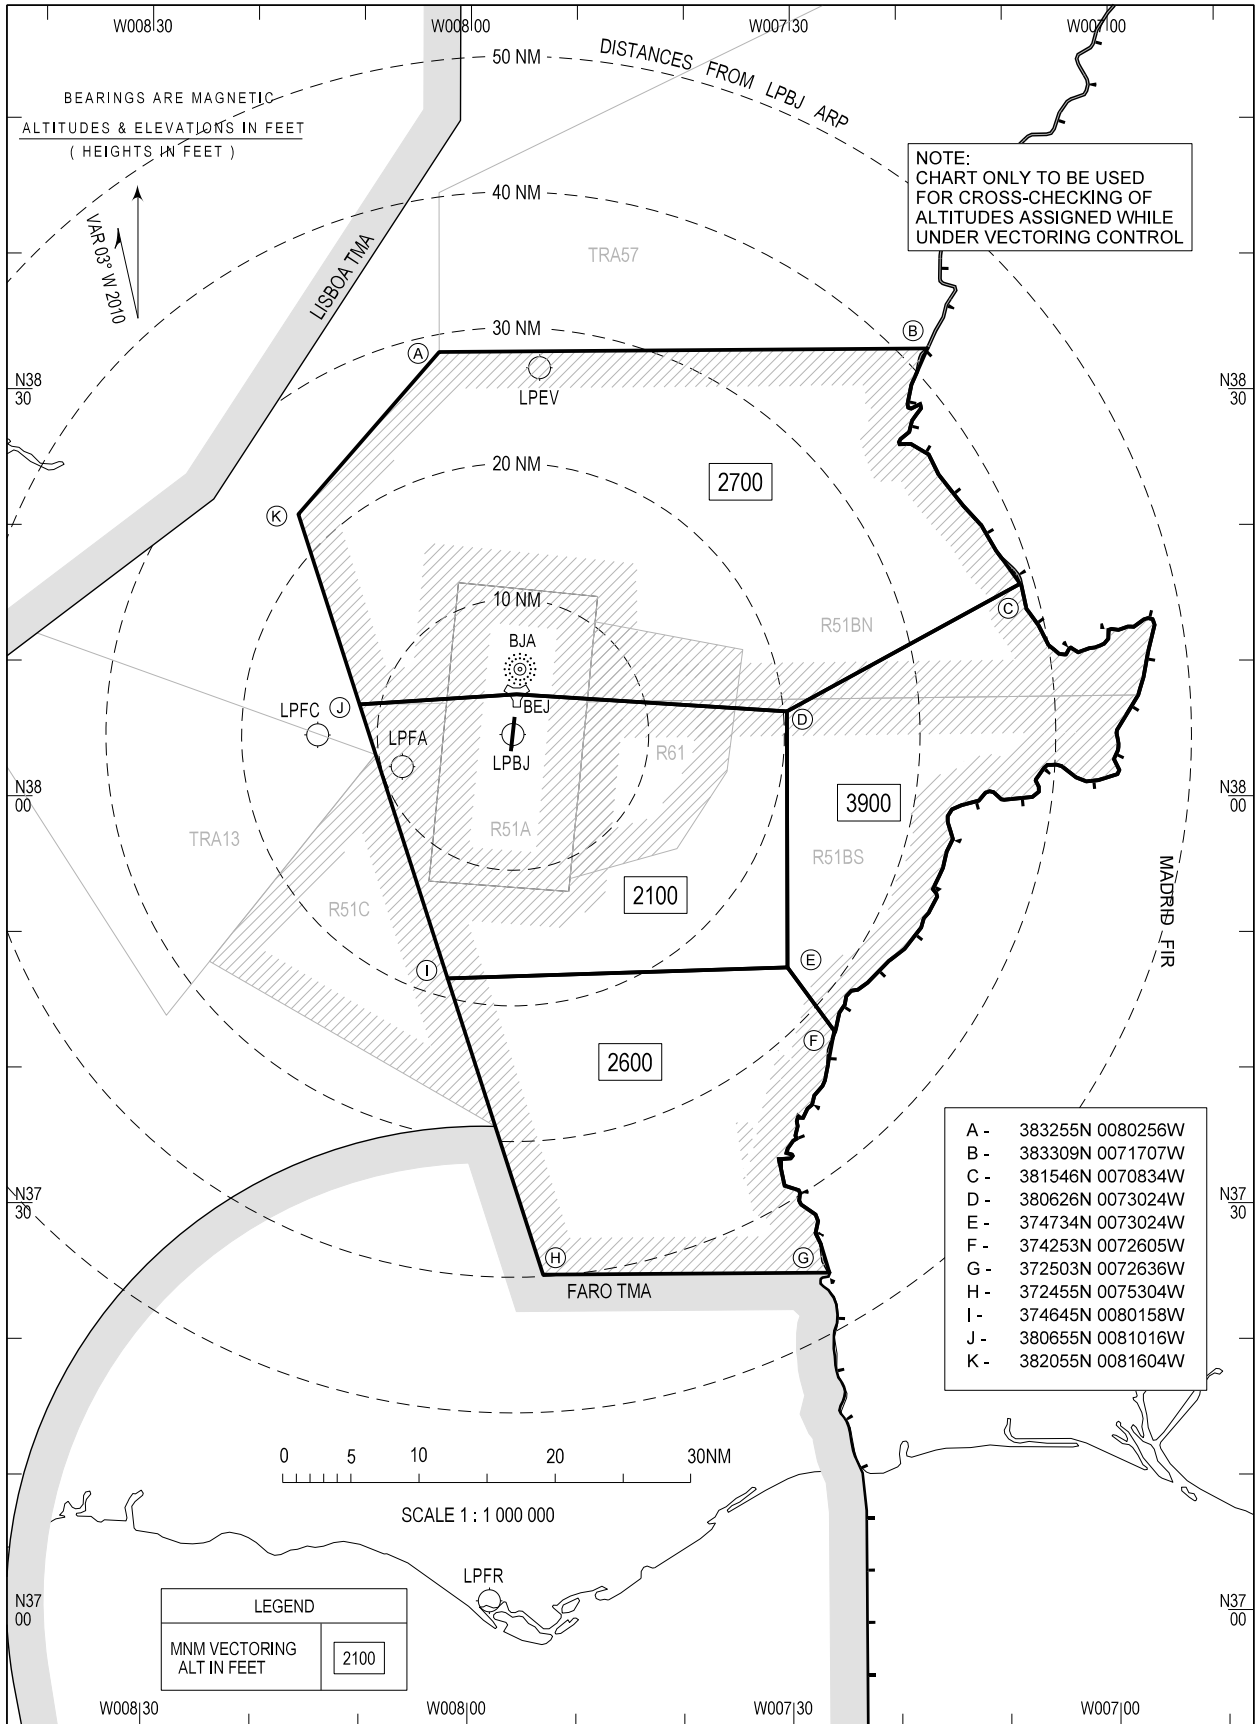 W008 30
W008 00
W007 30
W007 00
50 NM
DISTANCES FROM LPBJ ARP
BEARINGS ARE MAGNETIC
ALTITUDES & ELEVATIONS IN FEET
( HEIGHTS IN FEET )
VAR 03° W 2010
NOTE:
CHART ONLY TO BE USED
FOR CROSS-CHECKING OF
ALTITUDES ASSIGNED WHILE
UNDER VECTORING CONTROL
40 NM
LISBOA TMA
TRA57
30 NM
A
B
LPEV
N38
30
N38
30
20 NM
2700
K
10 NM
C
R51BN
BJA
J
BEJ
LPFC
LPFA
D
LPBJ
R61
N38
00
3900
N38
00
TRA13
R51A
R51BS
R51C
2100
MADRID FIR
I
E
F
2600
N37
30
N37
30
H
G
FARO TMA
A - 383255N 0080256W
B - 383309N 0071707W
C - 381546N 0070834W
D - 380626N 0073024W
E - 374734N 0073024W
F - 374253N 0072605W
G - 372503N 0072636W
H - 372455N 0075304W
I - 374645N 0080158W
J - 380655N 0081016W
K - 382055N 0081604W
0 5 10 20 30NM
SCALE 1 : 1 000 000
LPFR
N37
00
N37
00
LEGEND
MNM VECTORING
ALT IN FEET
2100
W008 30
W008 00
W007 30
W007 00